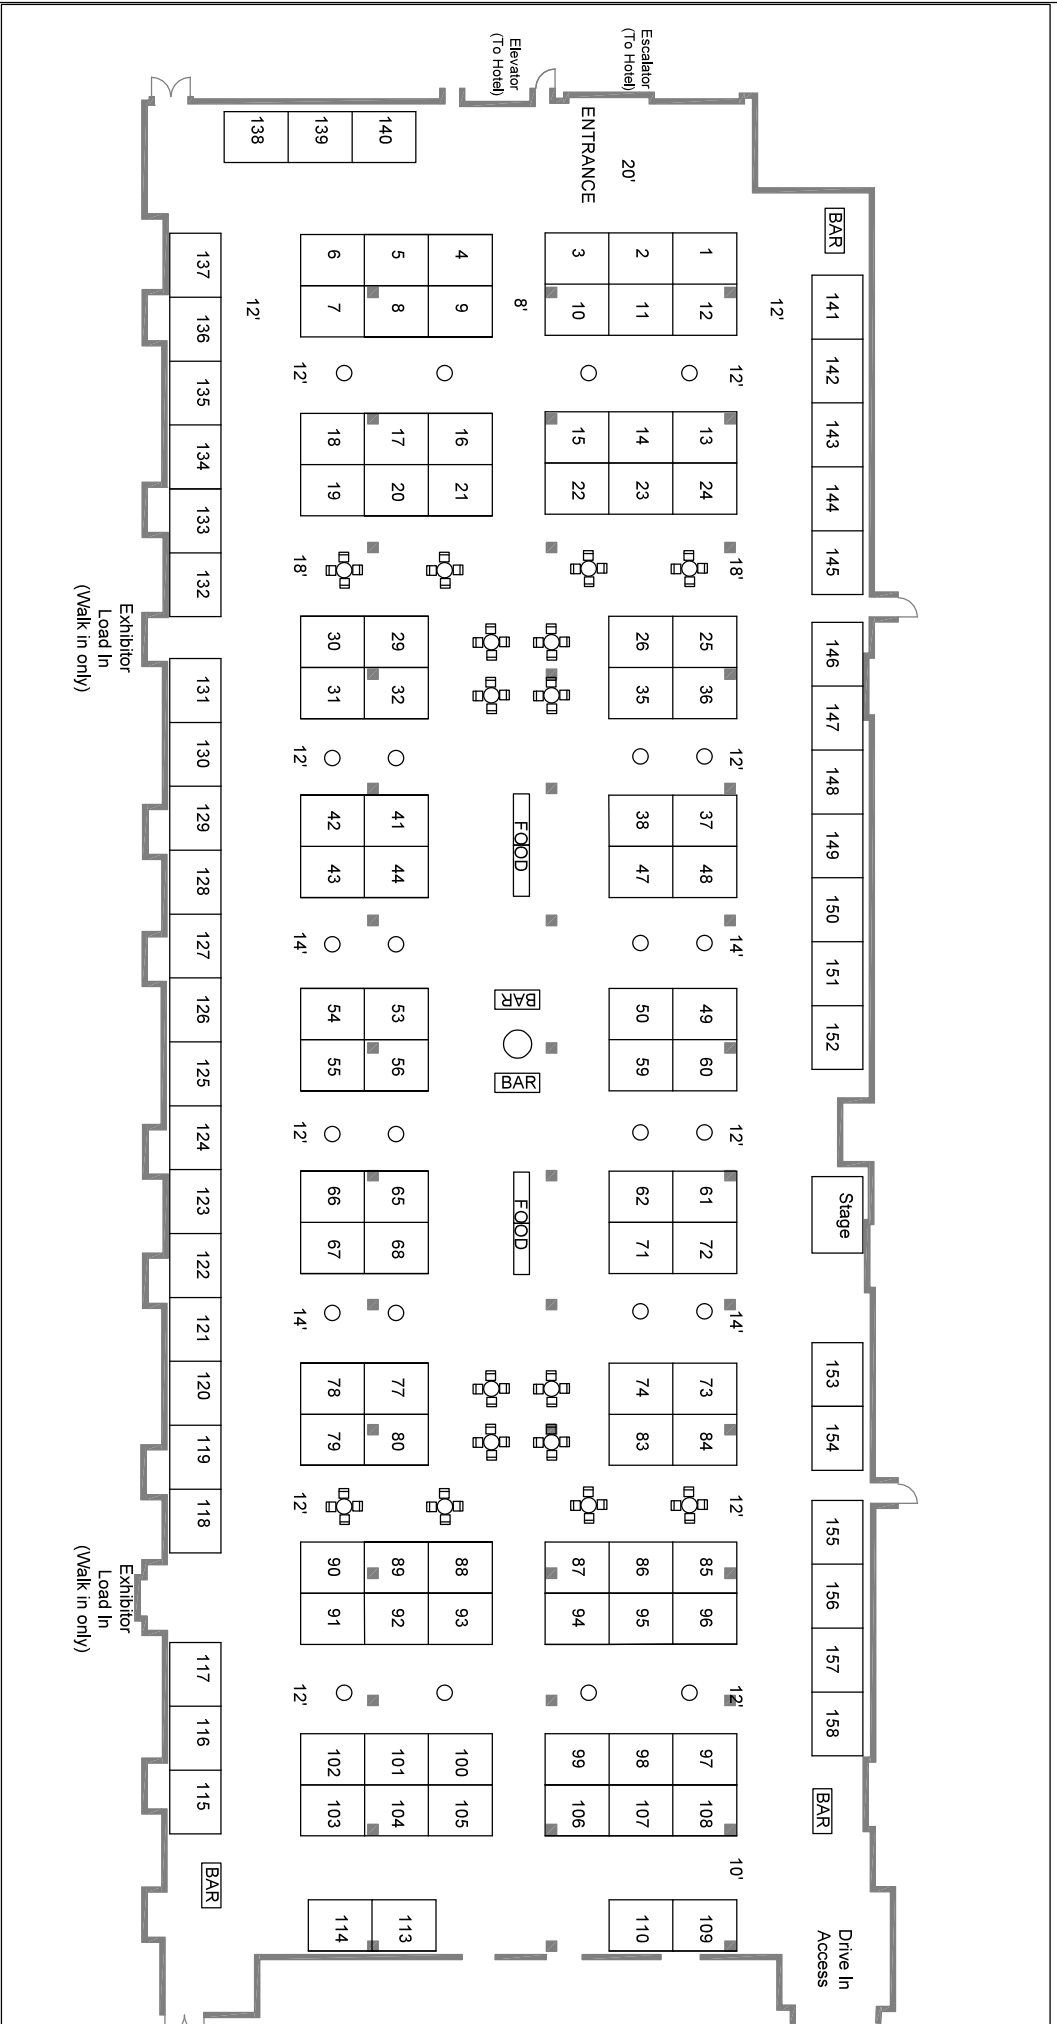 Elevator
(To Hotel)
Escalator
(To Hotel)
ENTRANCE
20'
138 139 140
BAR
137 136 135 134 133 132
6 5 4
7 8 9
3 2 1
10 11 12
12'
8'
12'
141 142 143 144 145
12'
12'
18 17 16
19 20 21
15 14 13
22 23 24
18'
18'
Exhibitor
Load In
(Walk in only)
30 29
31 32
26 25
35 36
146 147 148 149 150 151 152
131 130 129 128 127 126 125 124 123 122 121 120 119 118
12'
12'
42 41
43 44
FOOD
38 37
47 48
14'
14'
54 53
55 56
BAR
BAR
50 49
59 60
12'
12'
66 65
67 68
FOOD
62 61
71 72
Stage
14'
14'
78 77
79 80
74 73
83 84
153 154
12'
12'
Exhibitor
Load In
(Walk in only)
90 89 88
91 92 93
87 86 85
94 95 96
155 156 157 158
117 116 115
12'
12'
102 101 100
103 104 105
99 98 97
106 107 108
BAR
BAR
10'
114 113
110 109
Drive In
Access